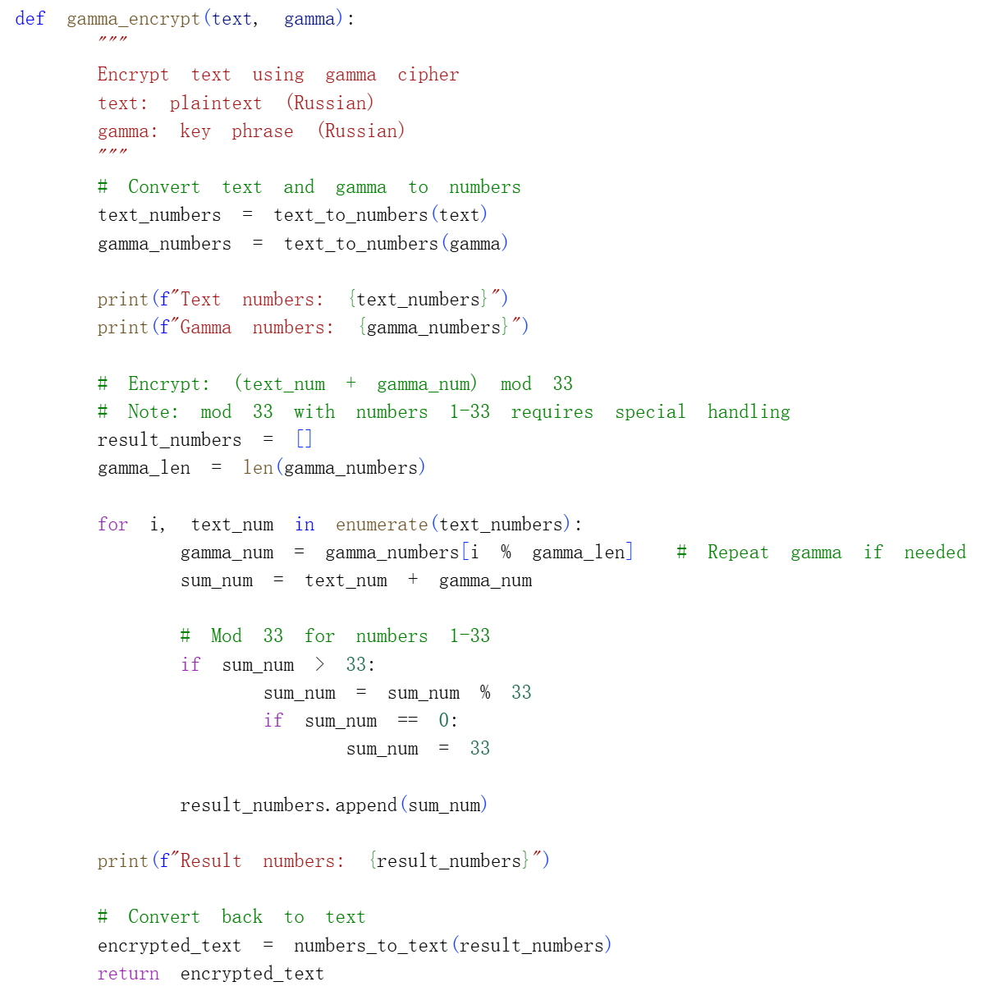 def gamma_encrypt(text, gamma):
"""
Encrypt text using gamma cipher
text: plaintext (Russian)
gamma: key phrase (Russian)
"""
# Convert text and gamma to numbers
text_numbers = text_to_numbers(text)
gamma_numbers = text_to_numbers(gamma)
print(f"Text numbers: {text_numbers}")
print(f"Gamma numbers: {gamma_numbers}")
# Encrypt: (text_num + gamma_num) mod 33
# Note: mod 33 with numbers 1-33 requires special handling
result_numbers = []
gamma_len = len(gamma_numbers)
for i, text_num in enumerate(text_numbers):
gamma_num = gamma_numbers[i % gamma_len] # Repeat gamma if needed
sum_num = text_num + gamma_num
# Mod 33 for numbers 1-33
if sum_num > 33:
sum_num = sum_num % 33
if sum_num == 0:
sum_num = 33
result_numbers.append(sum_num)
print(f"Result numbers: {result_numbers}")
# Convert back to text
encrypted_text = numbers_to_text(result_numbers)
return encrypted_text